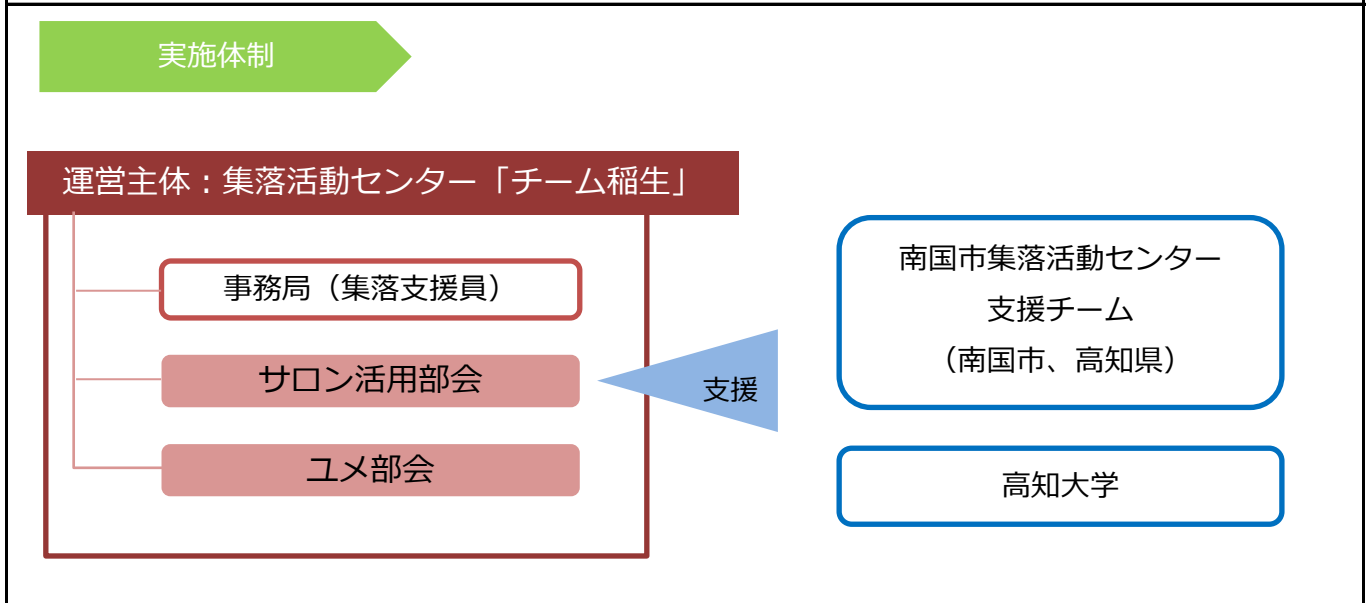 実施体制
運営主体：集落活動センター「チーム稲生」
事務局（集落支援員）
サロン活用部会
ユメ部会
支援
南国市集落活動センター
支援チーム
（南国市、高知県）
高知大学